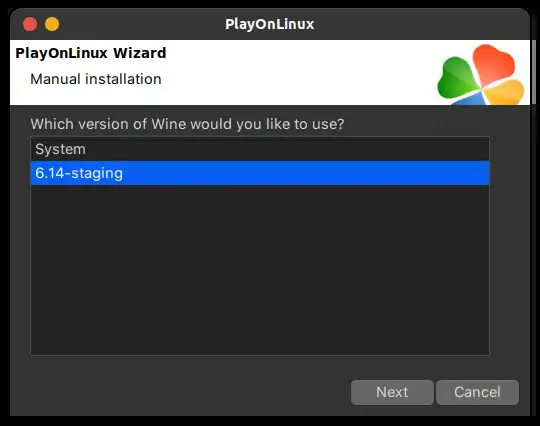 PlayOnLinux
PlayOnLinux Wizard
Manual installation
Which version of Wine would you like to use?
System
6.14-staging
Next
Cancel